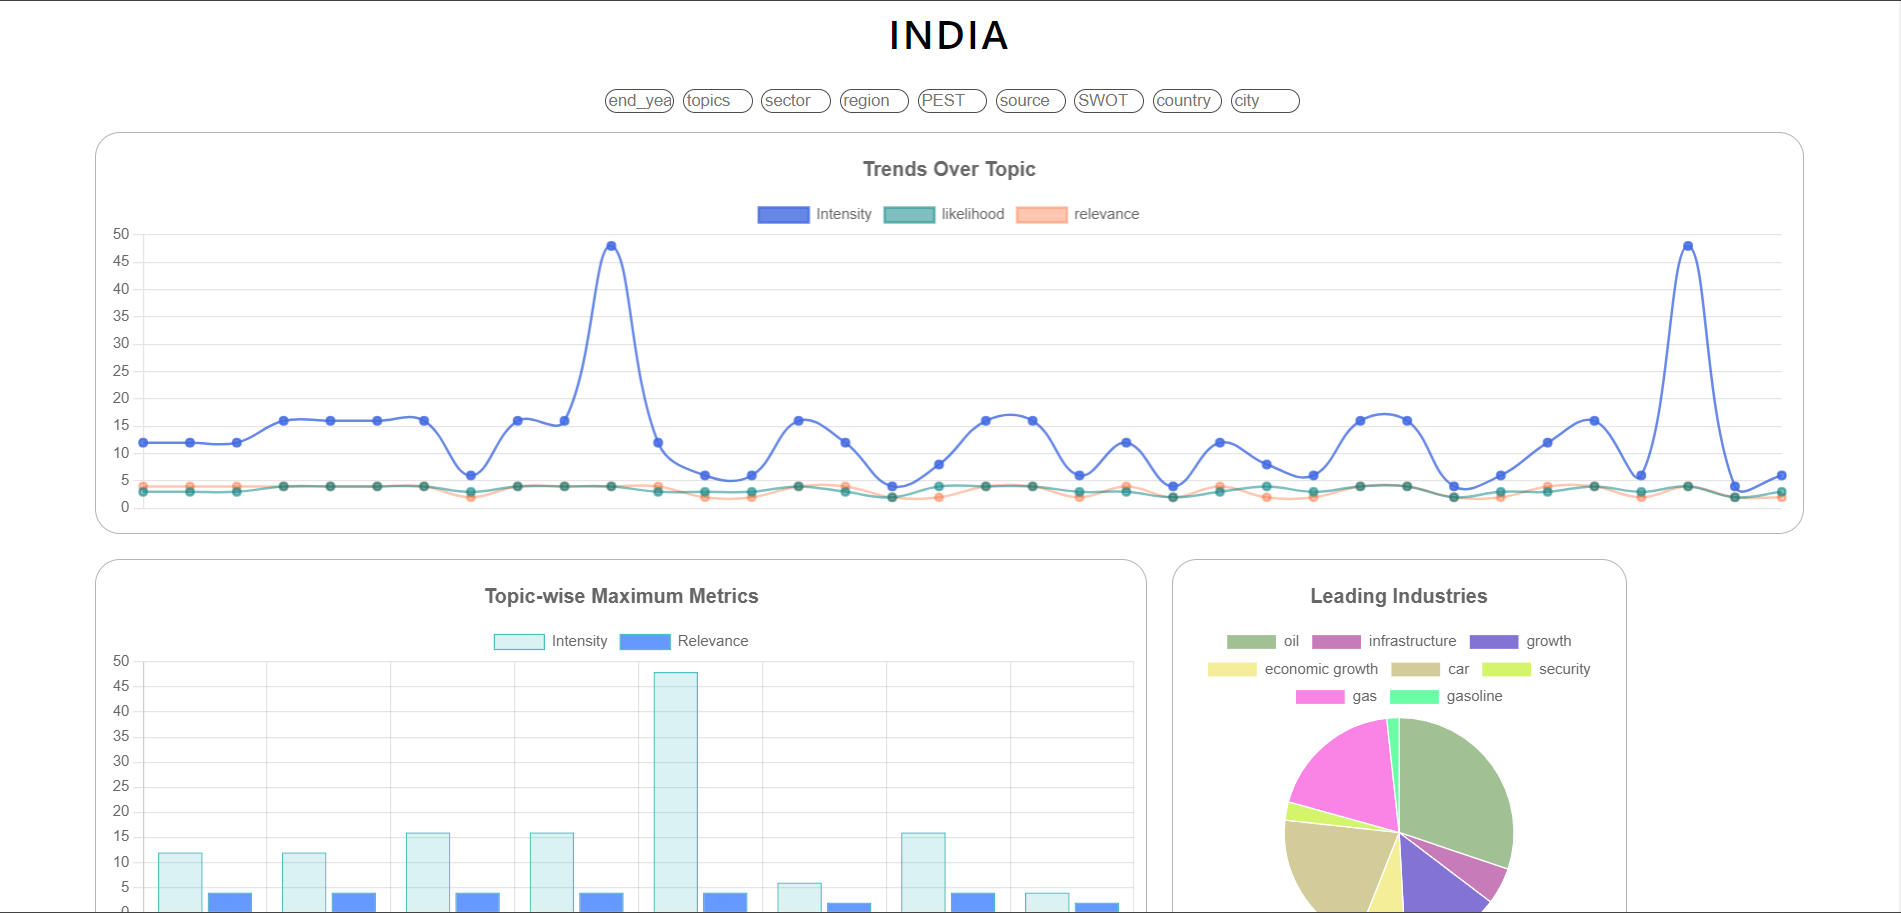 INDIA
end_yea topics sector region PEST source SWOT country city
Trends Over Topic
Intensity likelihood relevance
50
45
40
35
30
25
20
15
10
5
0
Topic-wise Maximum Metrics
Intensity Relevance
50
45
40
35
30
25
20
15
10
5
0
Leading Industries
oil infrastructure growth
economic growth car security
gas gasoline